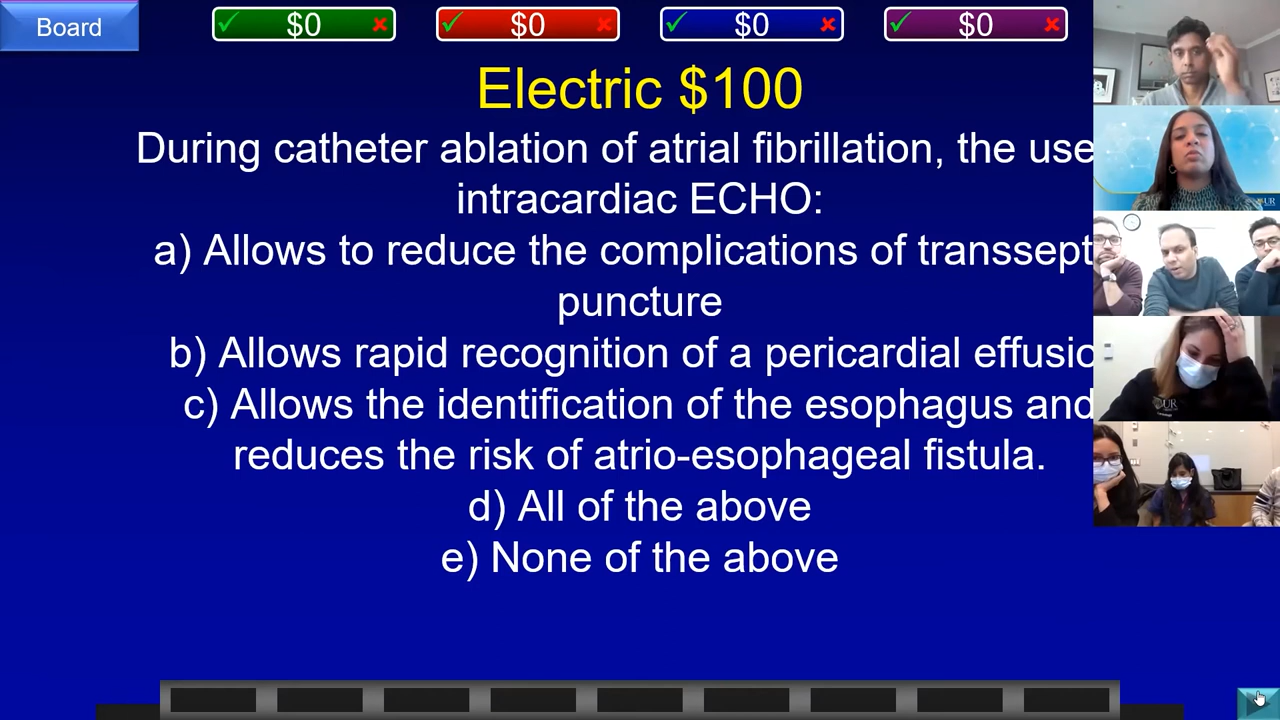 Board
$0
$0
$0
$0
Electric $100
During catheter ablation of atrial fibrillation, the use
intracardiac ECHO:
a) Allows to reduce the complications of transsept
puncture
b) Allows rapid recognition of a pericardial effusio
c) Allows the identification of the esophagus and
reduces the risk of atrio-esophageal fistula.
d) All of the above
e) None of the above
UR
UR